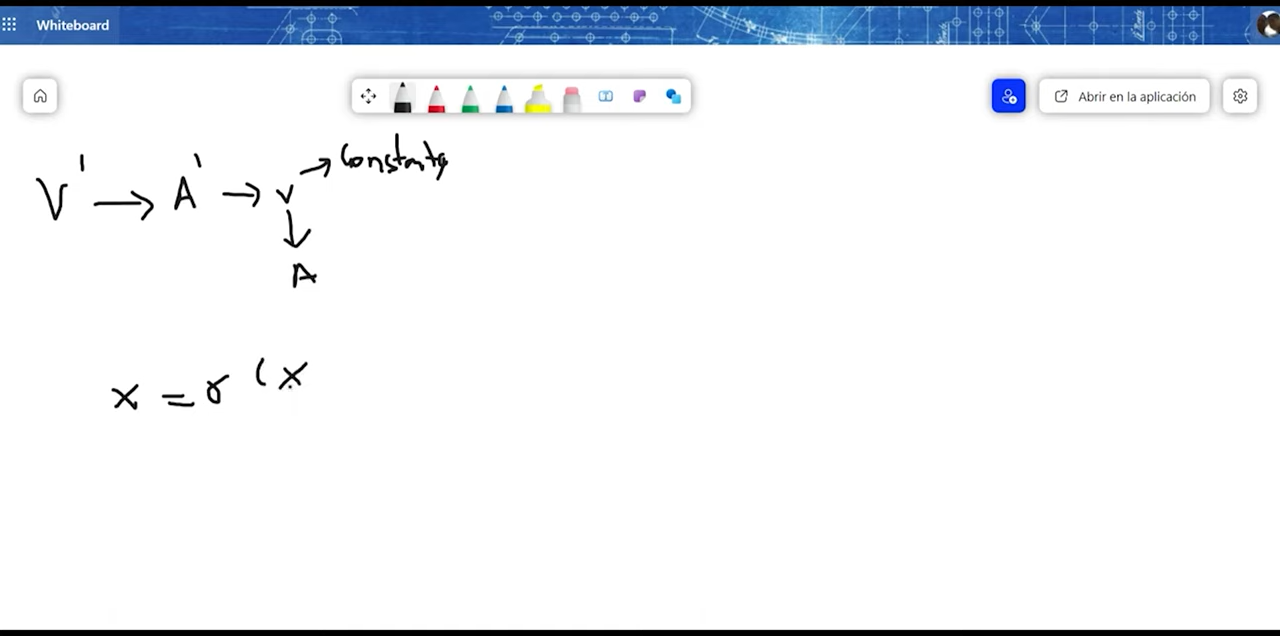 Whiteboard
Abrir en la aplicación
V' → A' → v → Constante
↓
A
x = γ (x